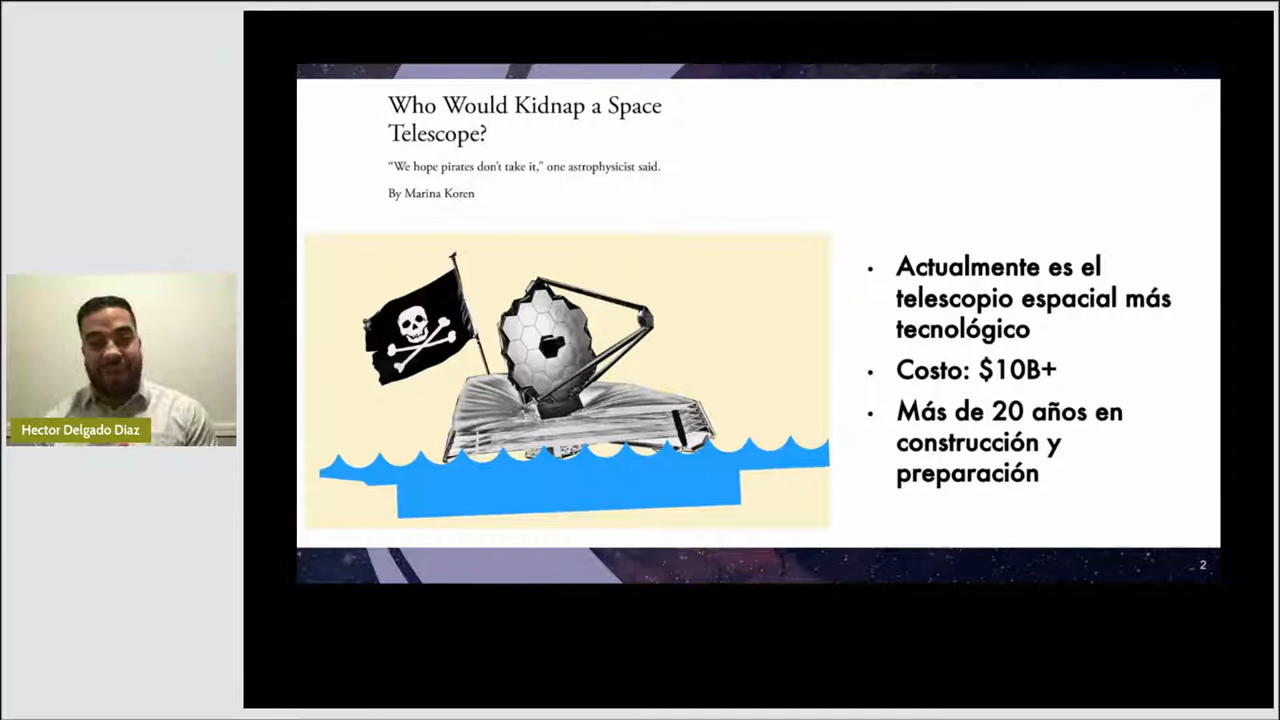 Who Would Kidnap a Space
Telescope?
“We hope pirates don’t take it,” one astrophysicist said.
By Marina Koren
• Actualmente es el
telescopio espacial más
tecnológico
• Costo: $10B+
• Más de 20 años en
construcción y
preparación
Hector Delgado Diaz
2